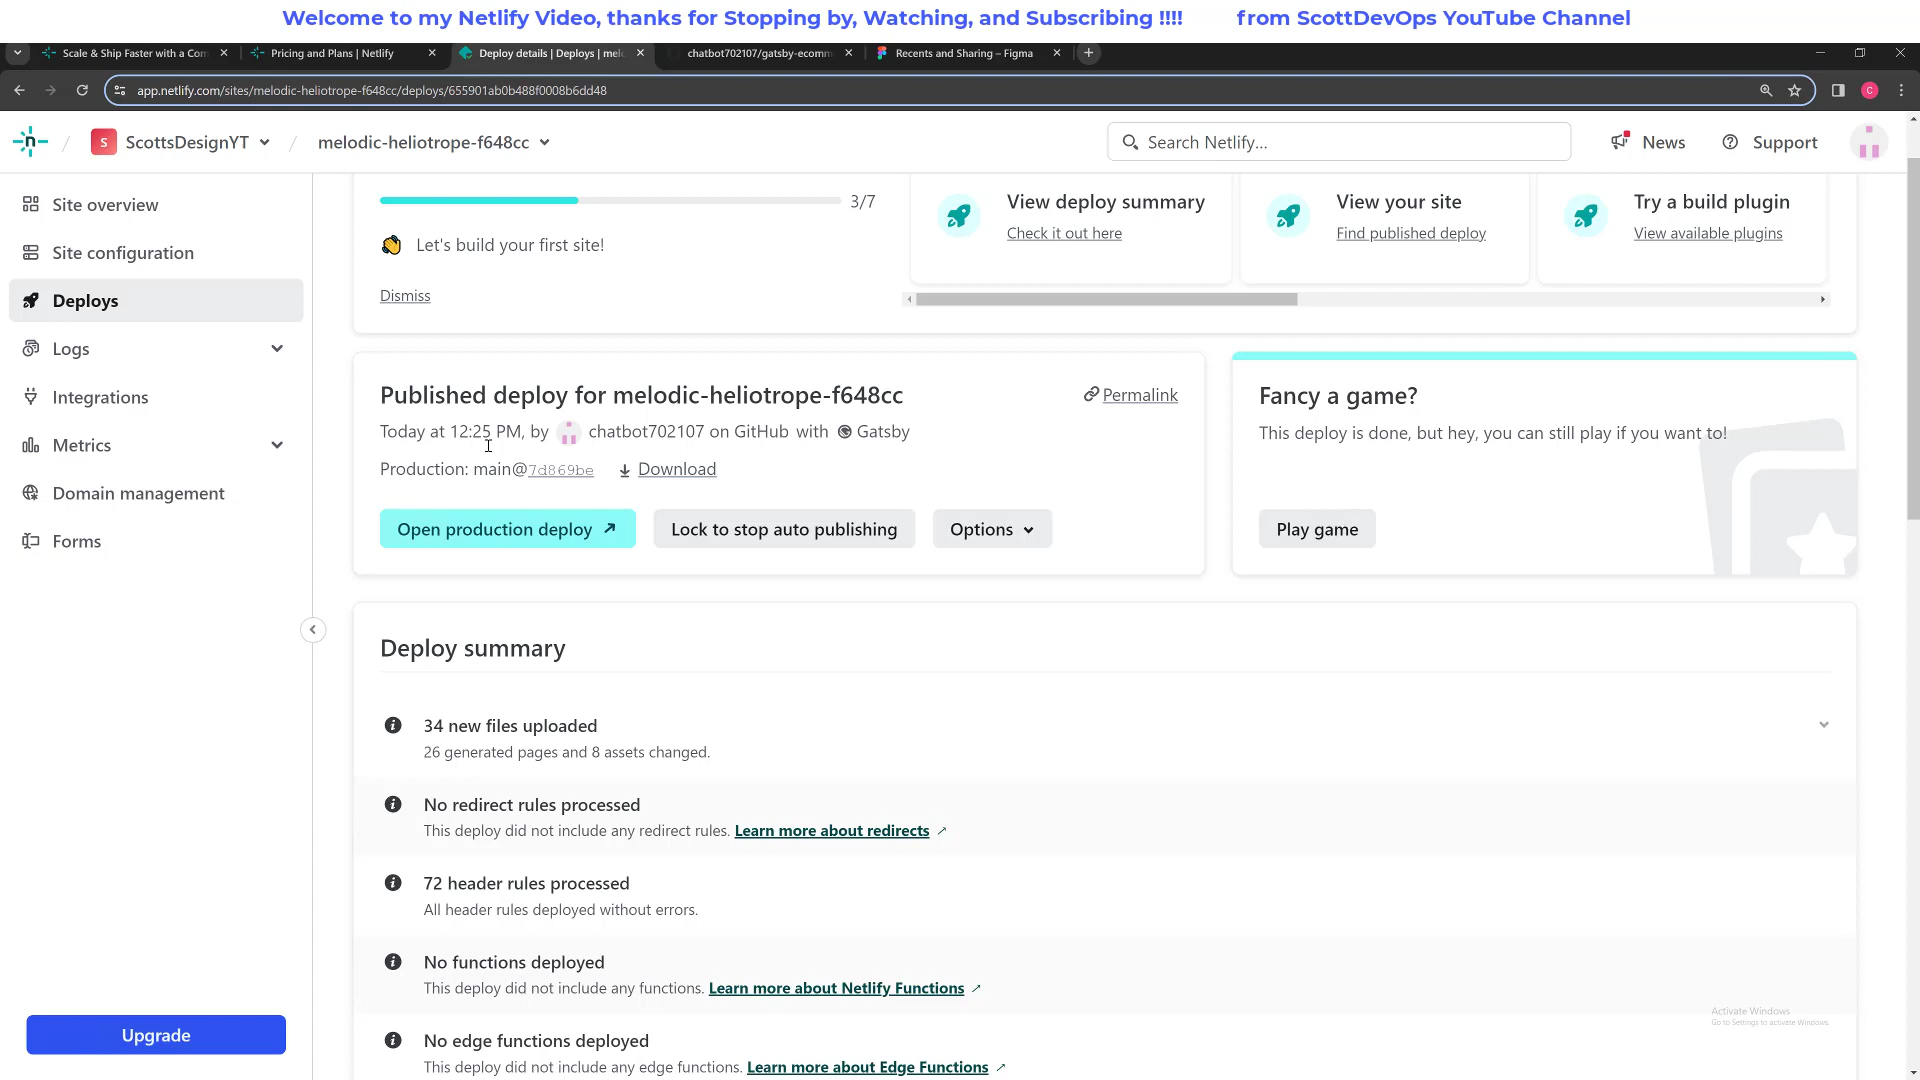 Welcome to my Netlify Video, thanks for Stopping by, Watching, and Subscribing !!!! from ScottDevOps YouTube Channel
Scale & Ship Faster with a Com
Pricing and Plans | Netlify
Deploy details | Deploys | melo
chatbot702107/gatsby-ecomm
Recents and Sharing – Figma
app.netlify.com/sites/melodic-heliotrope-f648cc/deploys/655901ab0b488f0008b6dd48
C
n / S ScottsDesignYT / melodic-heliotrope-f648cc
Search Netlify...
News
Support
Site overview
Site configuration
Deploys
Logs
Integrations
Metrics
Domain management
Forms
Upgrade
3/7
Let's build your first site!
Dismiss
View deploy summary
Check it out here
View your site
Find published deploy
Try a build plugin
View available plugins
Published deploy for melodic-heliotrope-f648cc
Permalink
Today at 12:25 PM, by chatbot702107 on GitHub with Gatsby
Production: main@7d869be Download
Open production deploy
Lock to stop auto publishing
Options
Fancy a game?
This deploy is done, but hey, you can still play if you want to!
Play game
Deploy summary
34 new files uploaded
26 generated pages and 8 assets changed.
No redirect rules processed
This deploy did not include any redirect rules. Learn more about redirects
72 header rules processed
All header rules deployed without errors.
No functions deployed
This deploy did not include any functions. Learn more about Netlify Functions
No edge functions deployed
This deploy did not include any edge functions. Learn more about Edge Functions
Activate Windows
Go to Settings to activate Windows.